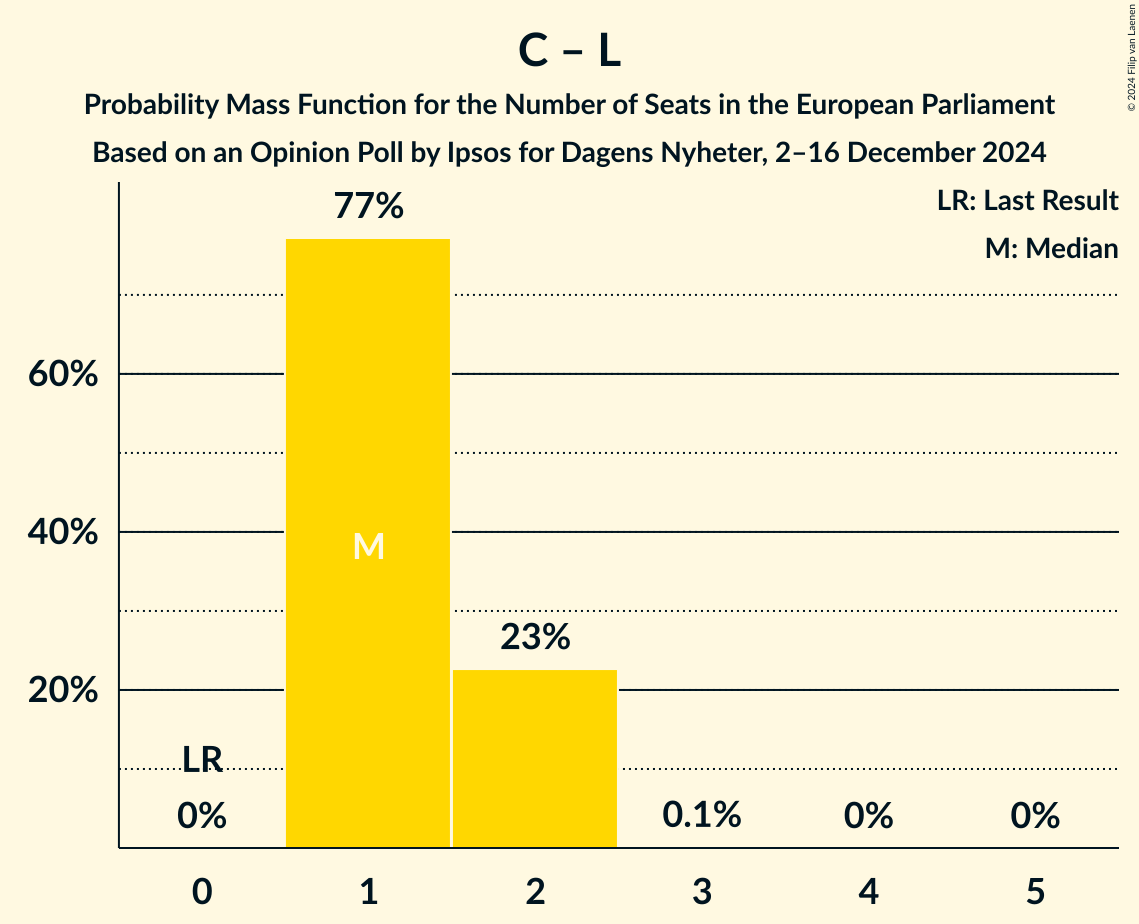 C – L
Probability Mass Function for the Number of Seats in the European Parliament
Based on an Opinion Poll by Ipsos for Dagens Nyheter, 2–16 December 2024
© 2024 Filip van Laenen
LR: Last Result
M: Median
77%
60%
40%
M
23%
20%
LR
0%
0.1%
0%
0%
0 1 2 3 4 5